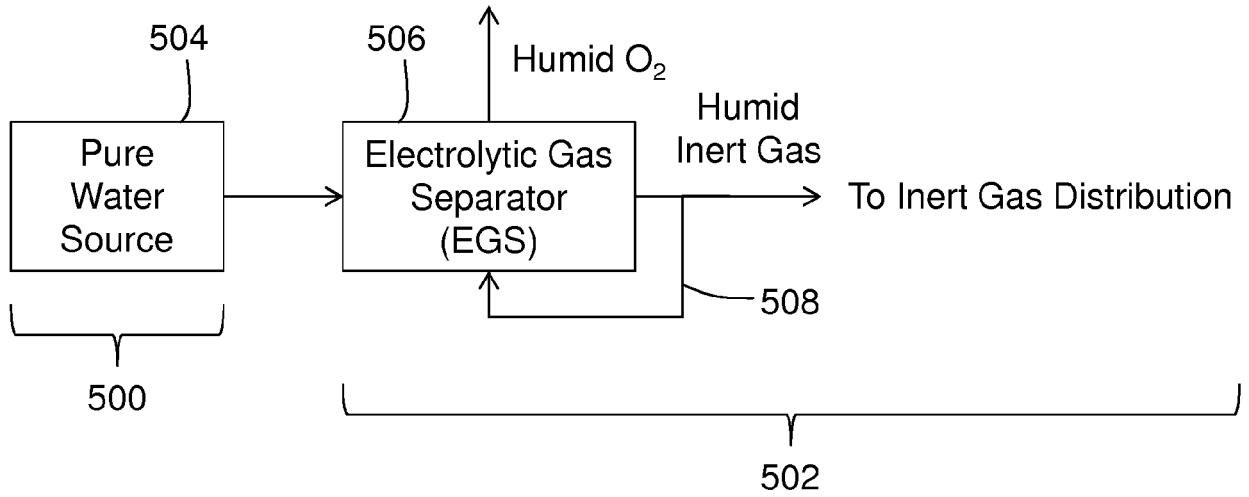 504
506
Humid O₂
Humid
Inert Gas
Pure
Water
Source
Electrolytic Gas
Separator
(EGS)
To Inert Gas Distribution
508
500
502